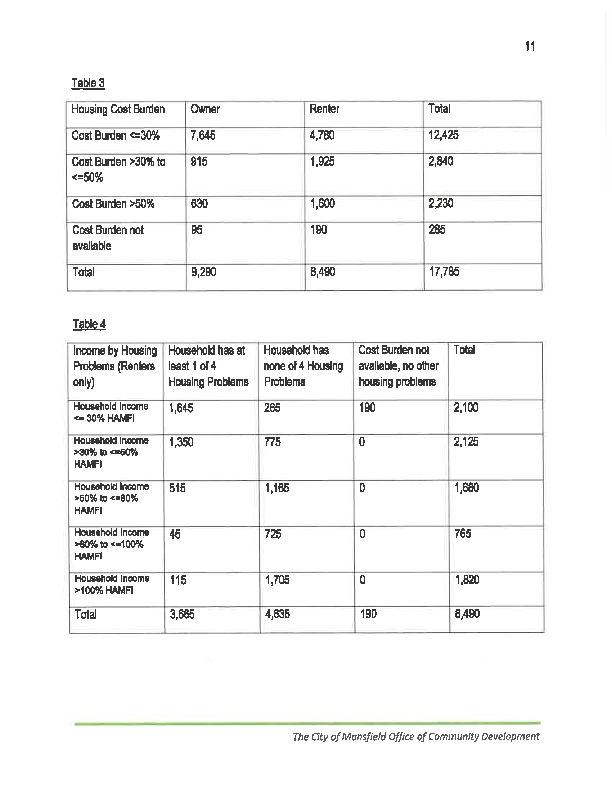 11
Table 3
Housing Cost Burden Owner Renter Total
Cost Burden <=30% 7,645 4,780 12,425
Cost Burden >30% to 915 1,925 2,840
<=50%
Cost Burden >50% 630 1,600 2,230
Cost Burden not 95 190 285
available
Total 9,290 8,490 17,785
Table 4
Income by Housing Household has at Household has Cost Burden not Total
Problems (Renters least 1 of 4 none of 4 Housing available, no other
only) Housing Problems Problems housing problems
Household Income 1,645 265 190 2,100
<= 30% HAMFI
Household Income 1,350 775 0 2,125
>30% to <=50%
HAMFI
Household Income 515 1,165 0 1,680
>50% to <=80%
HAMFI
Household Income 45 725 0 765
>80% to <=100%
HAMFI
Household Income 115 1,705 0 1,820
>100% HAMFI
Total 3,665 4,635 190 8,490
The City of Mansfield Office of Community Development